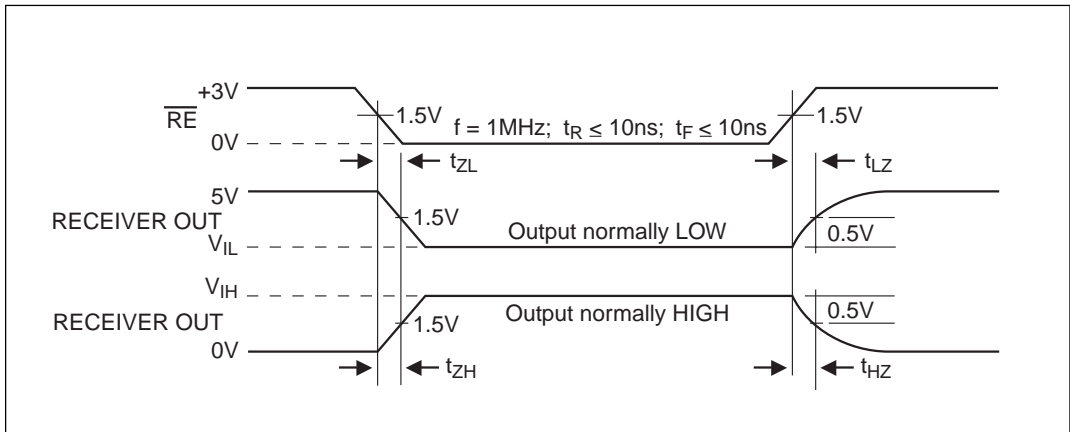 +3V
RE
0V
1.5V
f = 1MHz; tR ≤ 10ns; tF ≤ 10ns
1.5V
tZL
tLZ
5V
RECEIVER OUT
VIL
1.5V
Output normally LOW
0.5V
VIH
RECEIVER OUT
0V
1.5V
Output normally HIGH
0.5V
tZH
tHZ